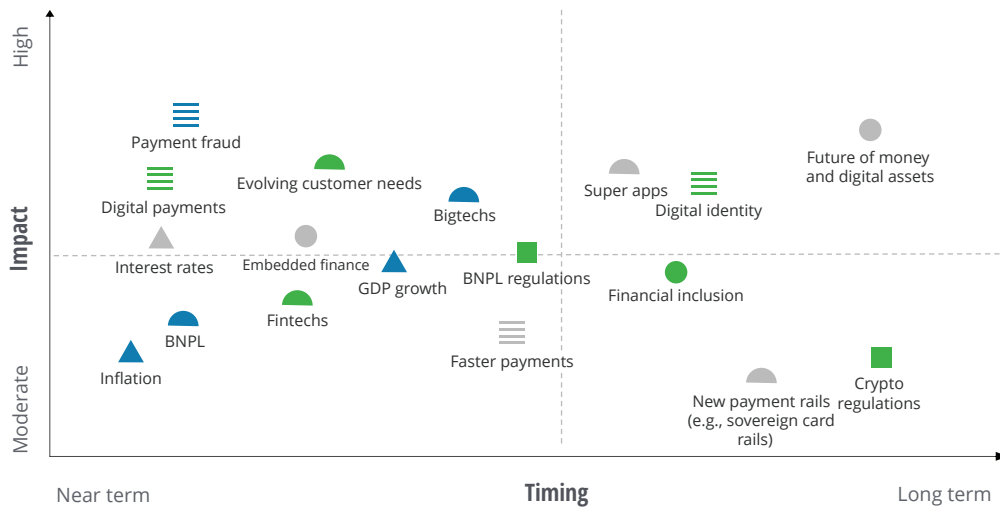 High
Payment fraud
Evolving customer needs
Future of money
and digital assets
Digital payments
Super apps
Digital identity
Bigtechs
Impact
Interest rates
Embedded finance
GDP growth
BNPL regulations
Financial inclusion
Fintechs
BNPL
Faster payments
Inflation
Moderate
New payment rails
(e.g., sovereign card
rails)
Crypto
regulations
Near term
Timing
Long term